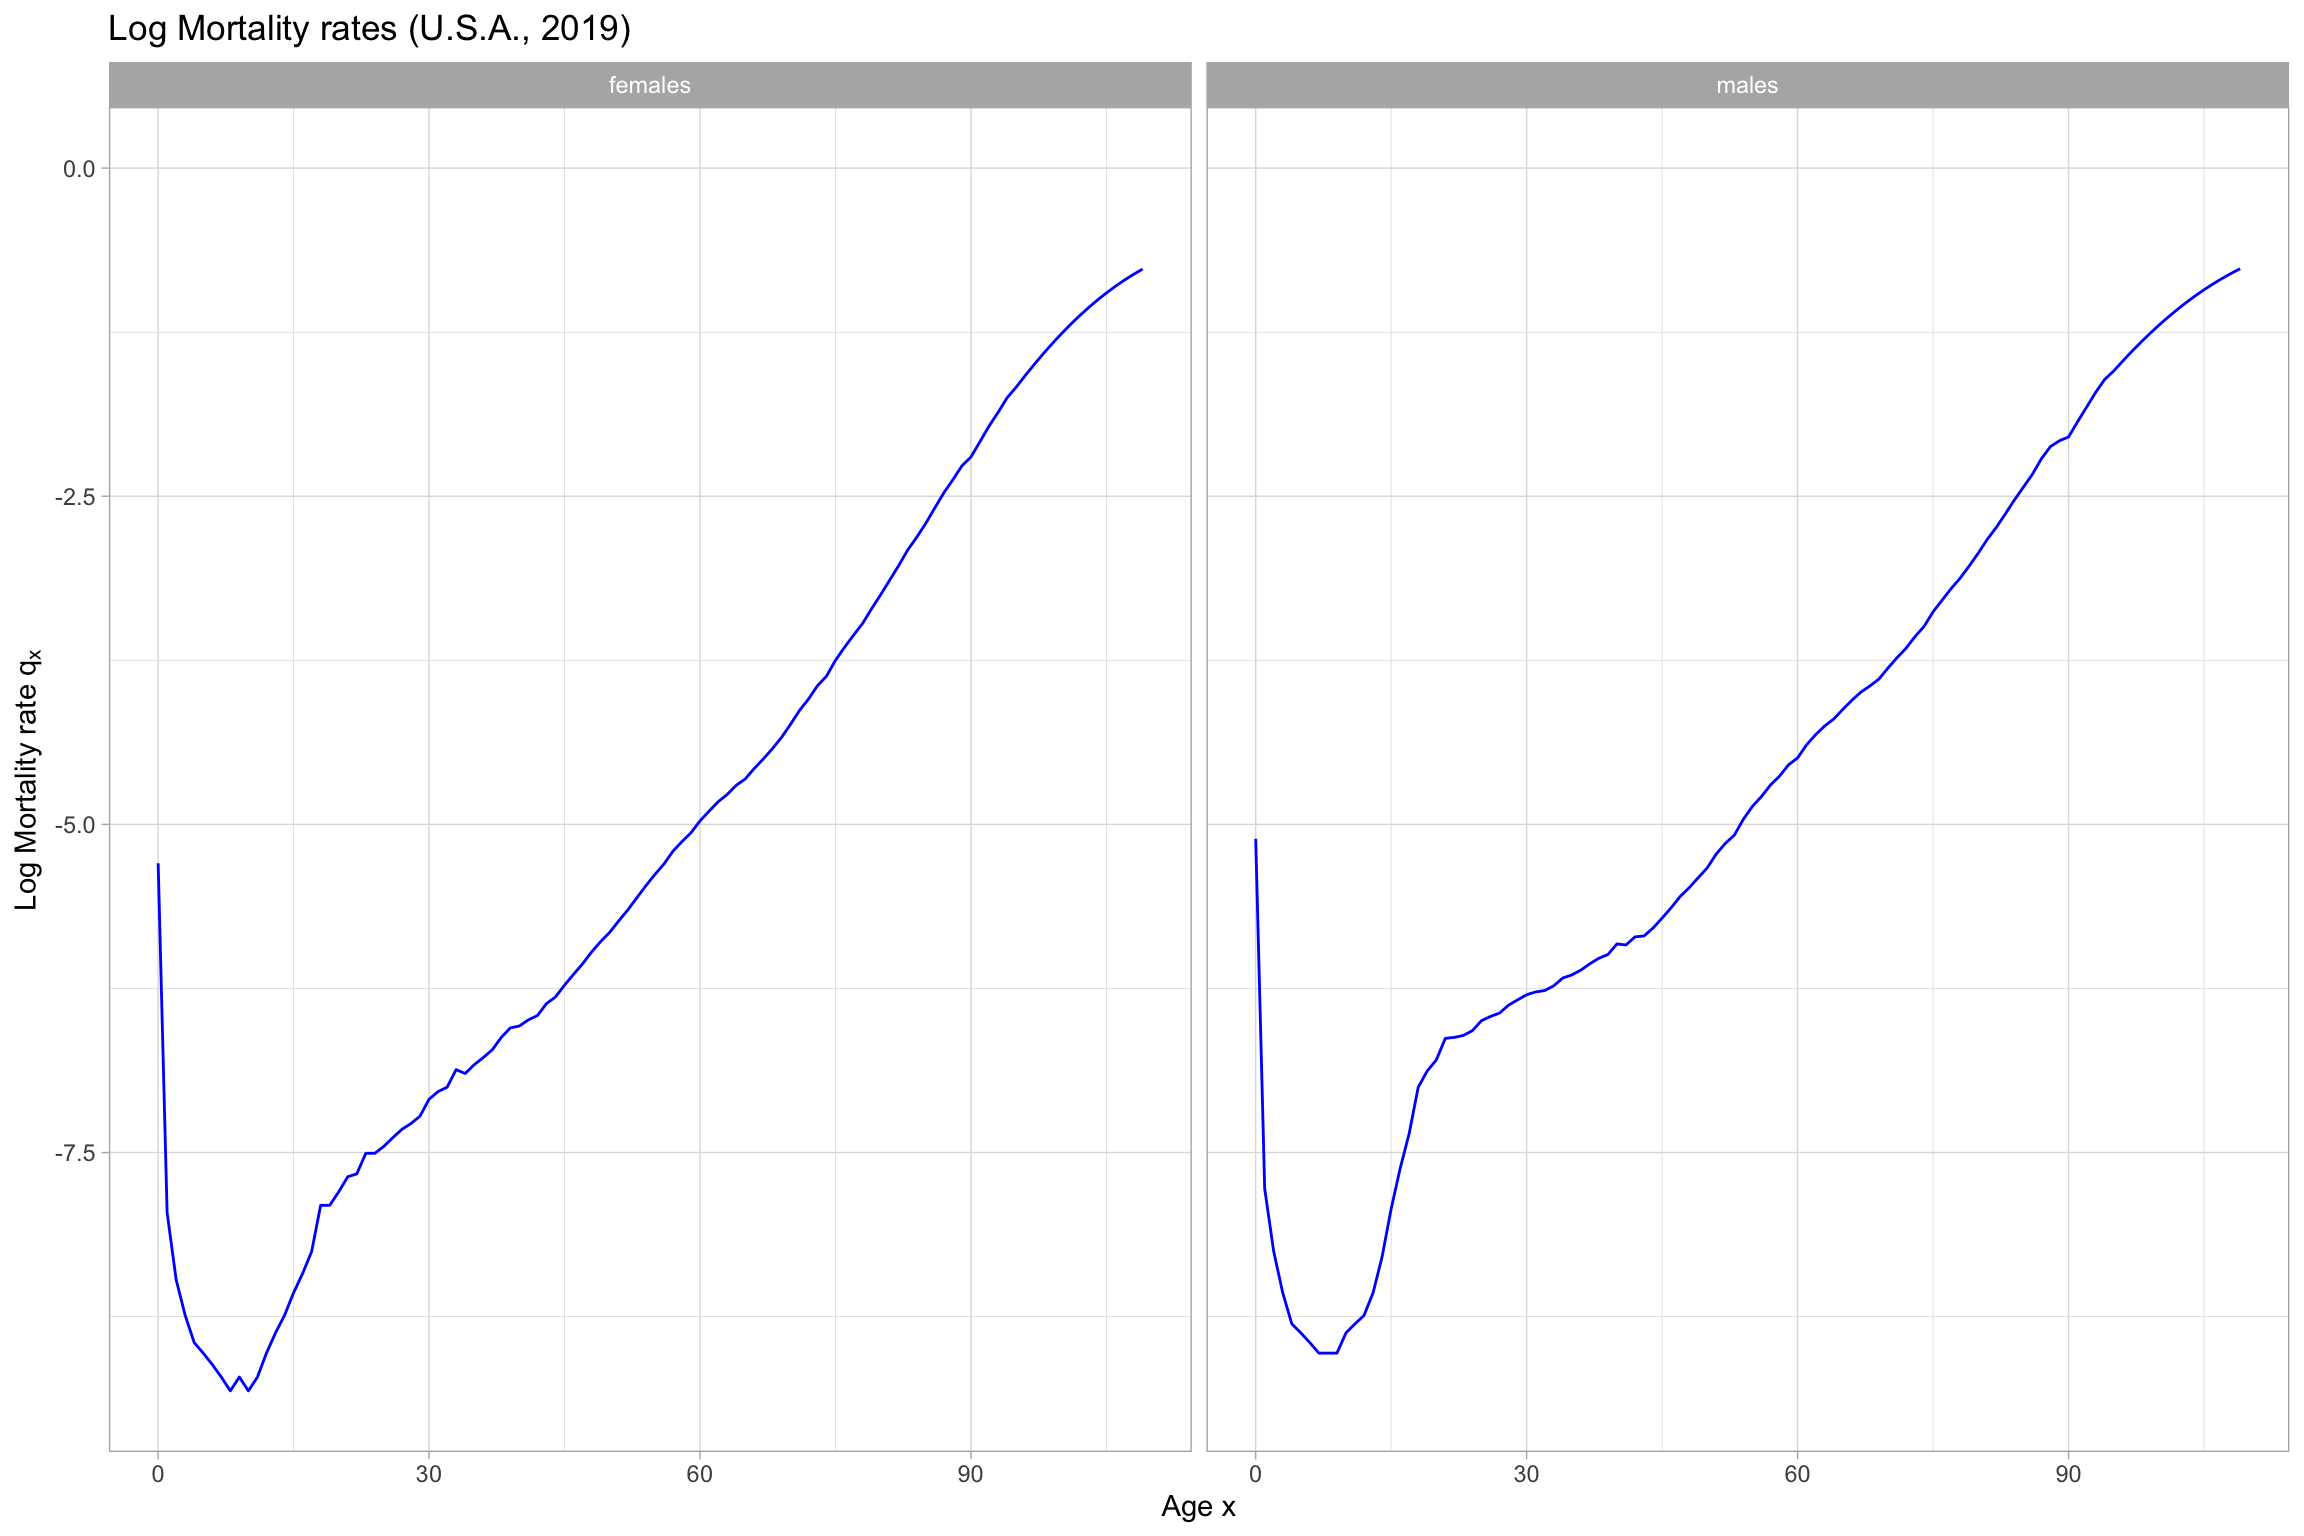 Log Mortality rates (U.S.A., 2019)
females
males
Log Mortality rate qₓ
0.0
-2.5
-5.0
-7.5
0 30 60 90
0 30 60 90
Age x